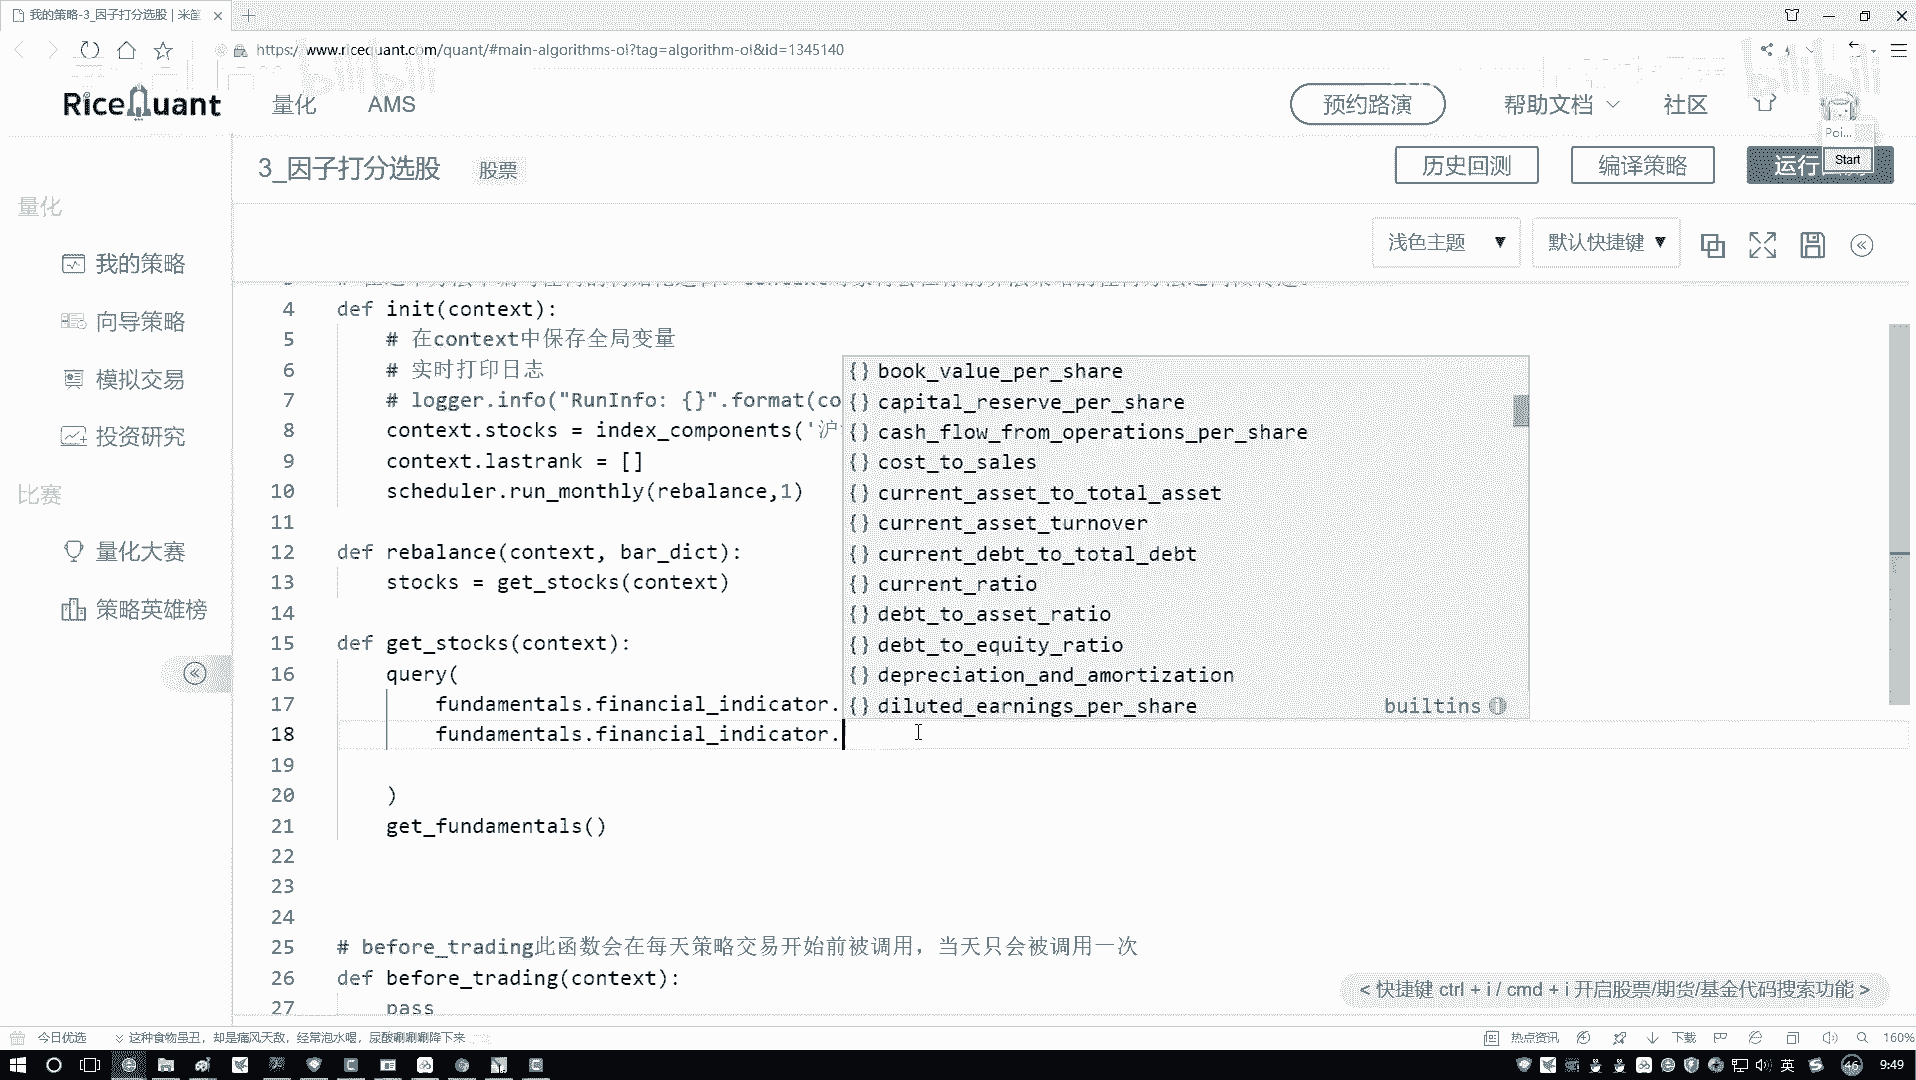 我的策略-3_因子打分选股 | 米筐
https://www.ricequant.com/quant/#main-algorithms-ol?tag=algorithm-ol&id=1345140
RiceQuant 量化 AMS 预约路演 帮助文档 社区
Poi...
Start
3_因子打分选股 股票 历史回测 编译策略 运行
量化
我的策略
向导策略
模拟交易
投资研究
比赛
量化大赛
策略英雄榜
浅色主题 默认快捷键
4 def init(context):
5 # 在context中保存全局变量
6 # 实时打印日志
7 # logger.info("RunInfo: {}".format(co
8 context.stocks = index_components('沪
9 context.lastrank = []
10 scheduler.run_monthly(rebalance,1)
11
12 def rebalance(context, bar_dict):
13 stocks = get_stocks(context)
14
15 def get_stocks(context):
16 query(
17 fundamentals.financial_indicator.
18 fundamentals.financial_indicator.
19
20 )
21 get_fundamentals()
22
23
24
25 # before_trading此函数会在每天策略交易开始前被调用，当天只会被调用一次
26 def before_trading(context):
27 pass
{} book_value_per_share
{} capital_reserve_per_share
{} cash_flow_from_operations_per_share
{} cost_to_sales
{} current_asset_to_total_asset
{} current_asset_turnover
{} current_debt_to_total_debt
{} current_ratio
{} debt_to_asset_ratio
{} debt_to_equity_ratio
{} depreciation_and_amortization
{} diluted_earnings_per_share builtins
< 快捷键 ctrl + i / cmd + i 开启股票/期货/基金代码搜索功能 >
今日优选 这种食物虽丑，却是痛风天敌，经常泡水喝，尿酸唰唰唰降下来 热点资讯 下载 160%
英 46 9:49